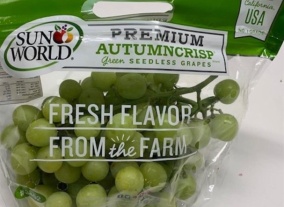 California
USA
SUN
WORLD
PREMIUM
AUTUMNCRISP
Green SEEDLESS GRAPES
FRESH FLAVOR
FROM the FARM